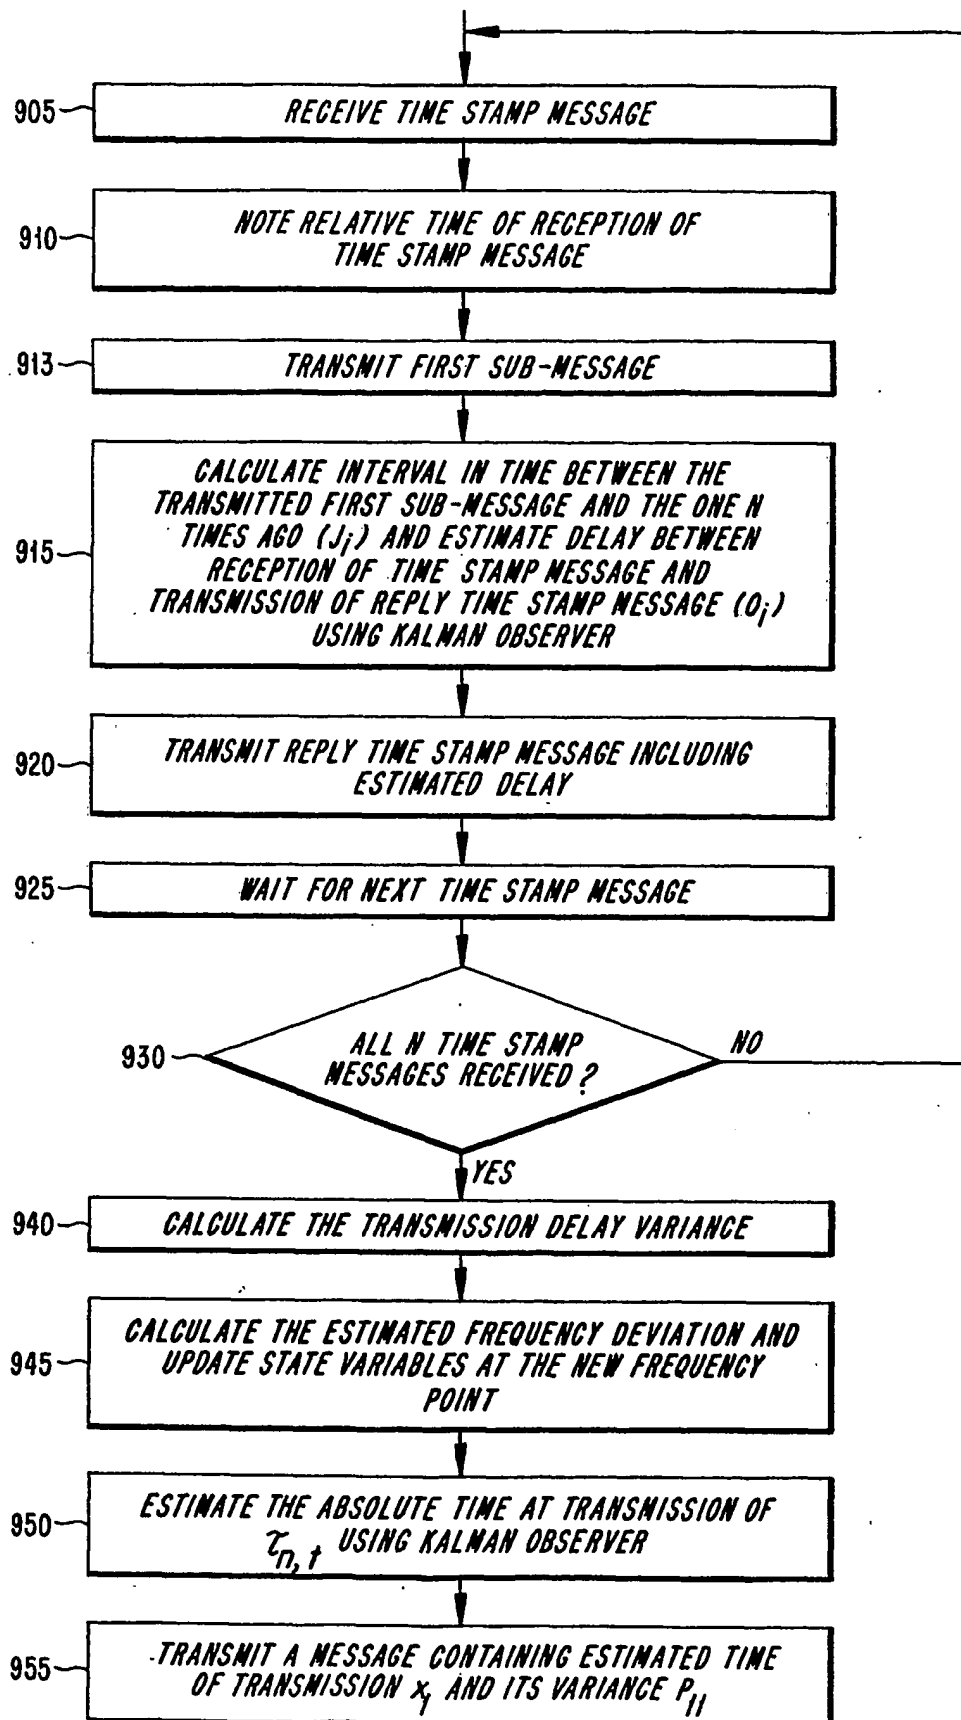 905
RECEIVE TIME STAMP MESSAGE
910
NOTE RELATIVE TIME OF RECEPTION OF
TIME STAMP MESSAGE
913
TRANSMIT FIRST SUB-MESSAGE
915
CALCULATE INTERVAL IN TIME BETWEEN THE
TRANSMITTED FIRST SUB-MESSAGE AND THE ONE N
TIMES AGO (J_i) AND ESTIMATE DELAY BETWEEN
RECEPTION OF TIME STAMP MESSAGE AND
TRANSMISSION OF REPLY TIME STAMP MESSAGE (O_i)
USING KALMAN OBSERVER
920
TRANSMIT REPLY TIME STAMP MESSAGE INCLUDING
ESTIMATED DELAY
925
WAIT FOR NEXT TIME STAMP MESSAGE
930
ALL N TIME STAMP
MESSAGES RECEIVED?
NO
YES
940
CALCULATE THE TRANSMISSION DELAY VARIANCE
945
CALCULATE THE ESTIMATED FREQUENCY DEVIATION AND
UPDATE STATE VARIABLES AT THE NEW FREQUENCY
POINT
950
ESTIMATE THE ABSOLUTE TIME AT TRANSMISSION OF
τ_{n,t} USING KALMAN OBSERVER
955
TRANSMIT A MESSAGE CONTAINING ESTIMATED TIME
OF TRANSMISSION x_1 AND ITS VARIANCE P_{11}